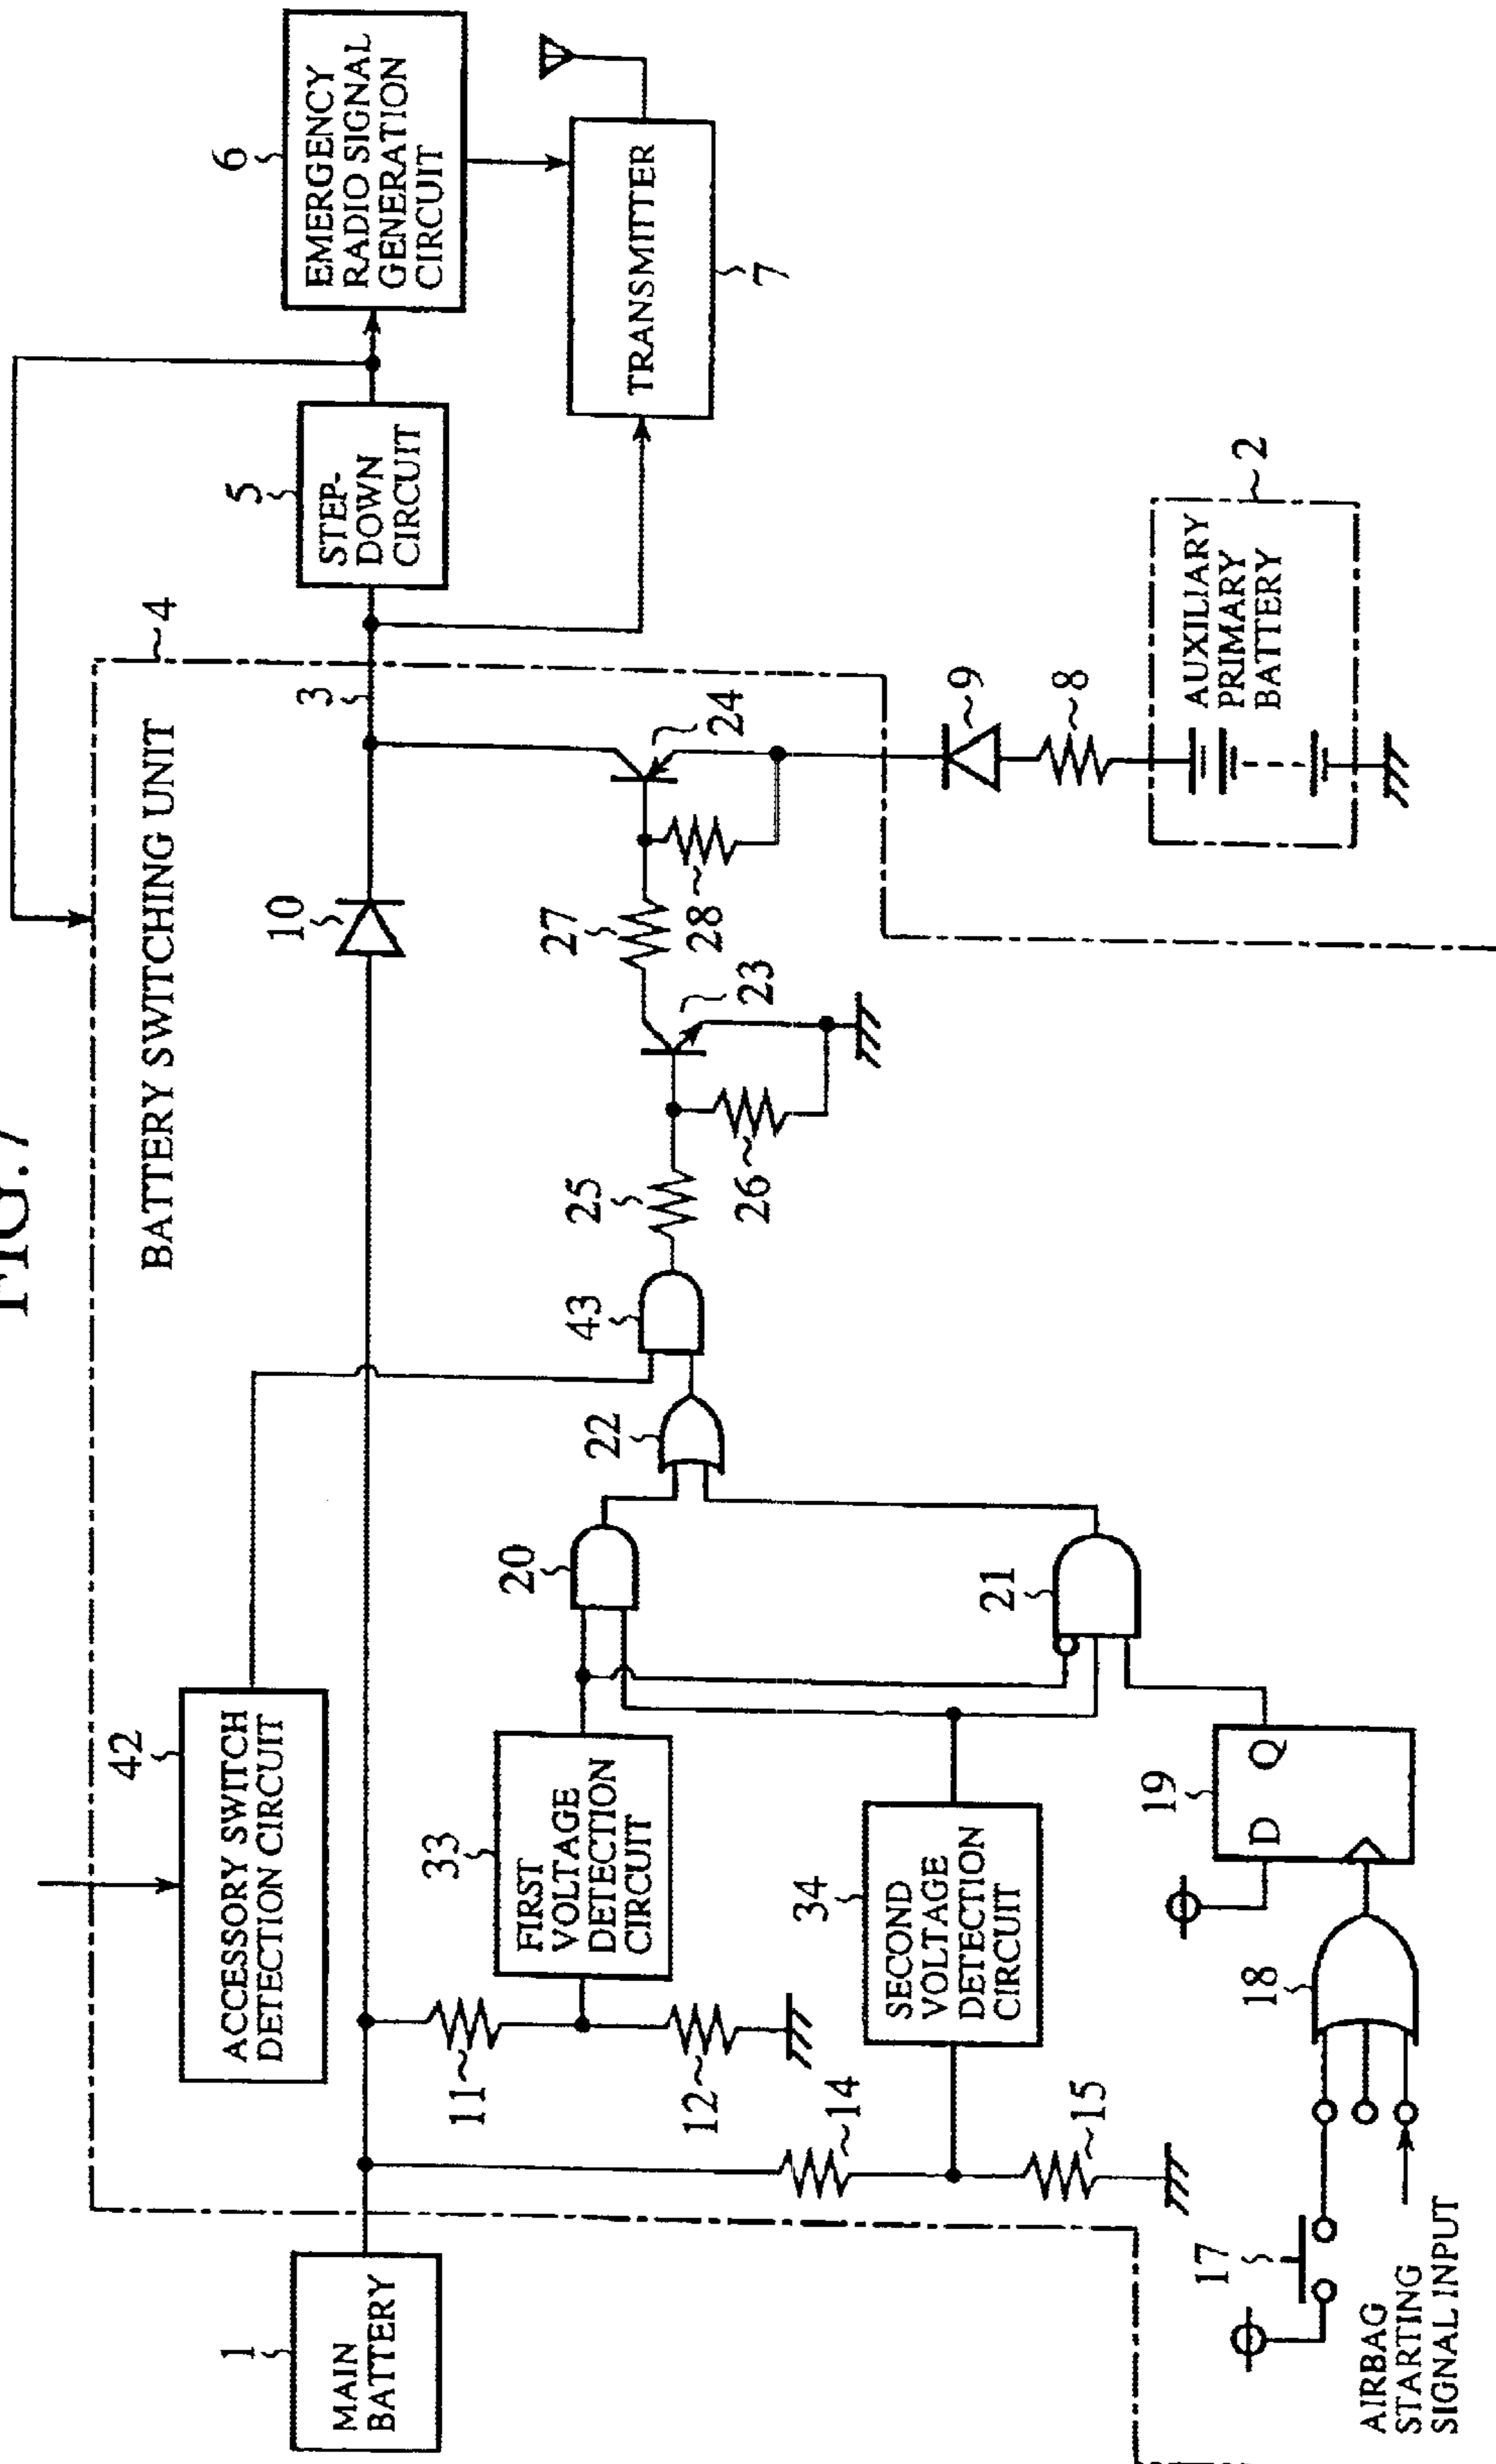 FIG.7
BATTERY SWITCHING UNIT
4
1
MAIN
BATTERY
42
ACCESSORY SWITCH
DETECTION CIRCUIT
10
3
5
STEP-
DOWN
CIRCUIT
6
EMERGENCY
RADIO SIGNAL
GENERATION
CIRCUIT
TRANSMITTER
7
11
12
33
FIRST
VOLTAGE
DETECTION
CIRCUIT
20
22
43
25
26
23
27
28
24
9
8
AUXILIARY
PRIMARY
BATTERY
2
14
15
34
SECOND
VOLTAGE
DETECTION
CIRCUIT
21
17
AIRBAG
STARTING
SIGNAL INPUT
18
19
D
Q